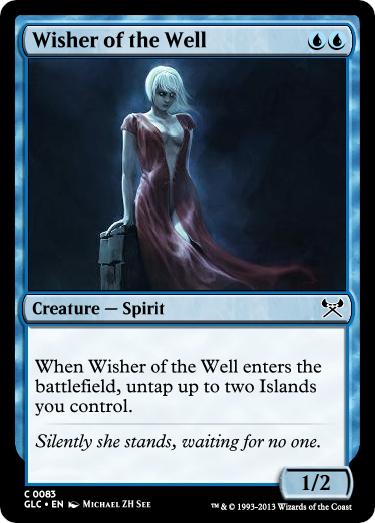 Wisher of the Well
Creature — Spirit
When Wisher of the Well enters the
battlefield, untap up to two Islands
you control.
Silently she stands, waiting for no one.
1/2
C 0083
GLC • EN Michael ZH See
™ & © 1993-2013 Wizards of the Coast